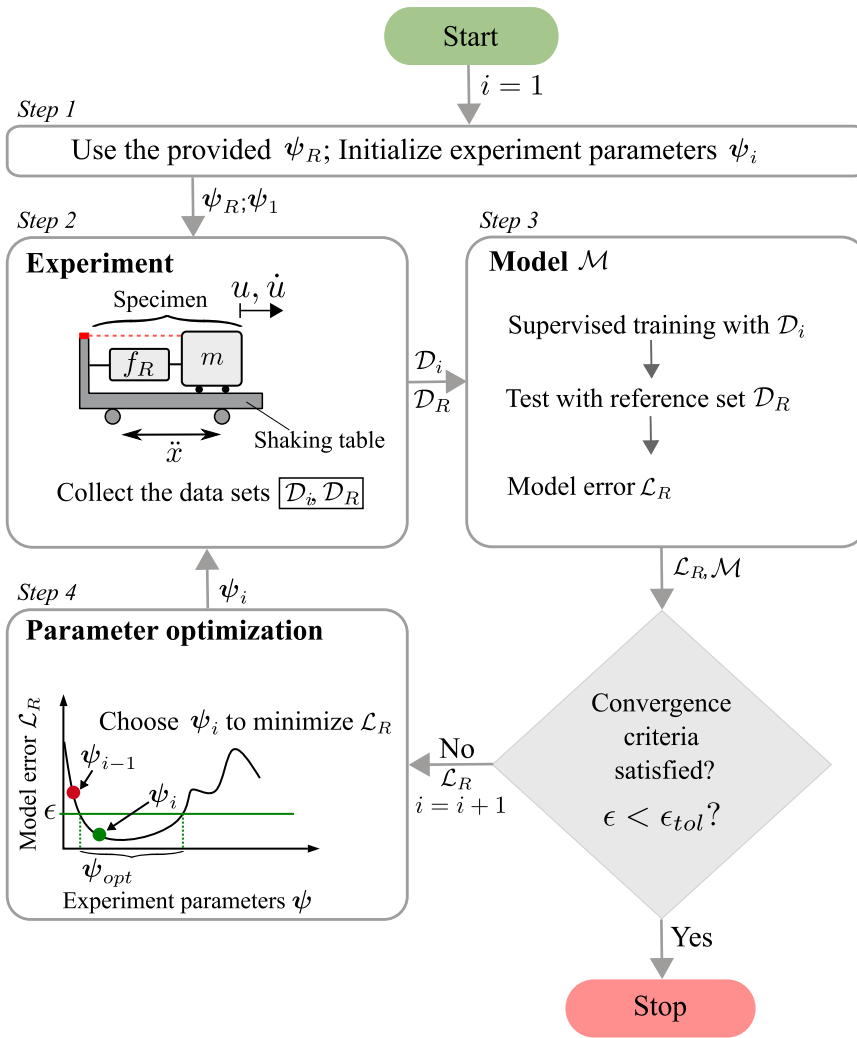 Start
i = 1
Step 1
Use the provided ψ_R; Initialize experiment parameters ψ_i
ψ_R;ψ_1
Step 2
Experiment
Specimen
u, u̇
f_R
m
Shaking table
ẍ
Collect the data sets 𝒟_i, 𝒟_R
𝒟_i
𝒟_R
Step 3
Model ℳ
Supervised training with 𝒟_i
Test with reference set 𝒟_R
Model error ℒ_R
ℒ_R, ℳ
Convergence
criteria
satisfied?
ϵ < ϵ_tol?
No
ℒ_R
i = i + 1
Yes
Stop
ψ_i
Step 4
Parameter optimization
Choose ψ_i to minimize ℒ_R
Model error ℒ_R
ψ_{i−1}
ψ_i
ϵ
ψ_opt
Experiment parameters ψ